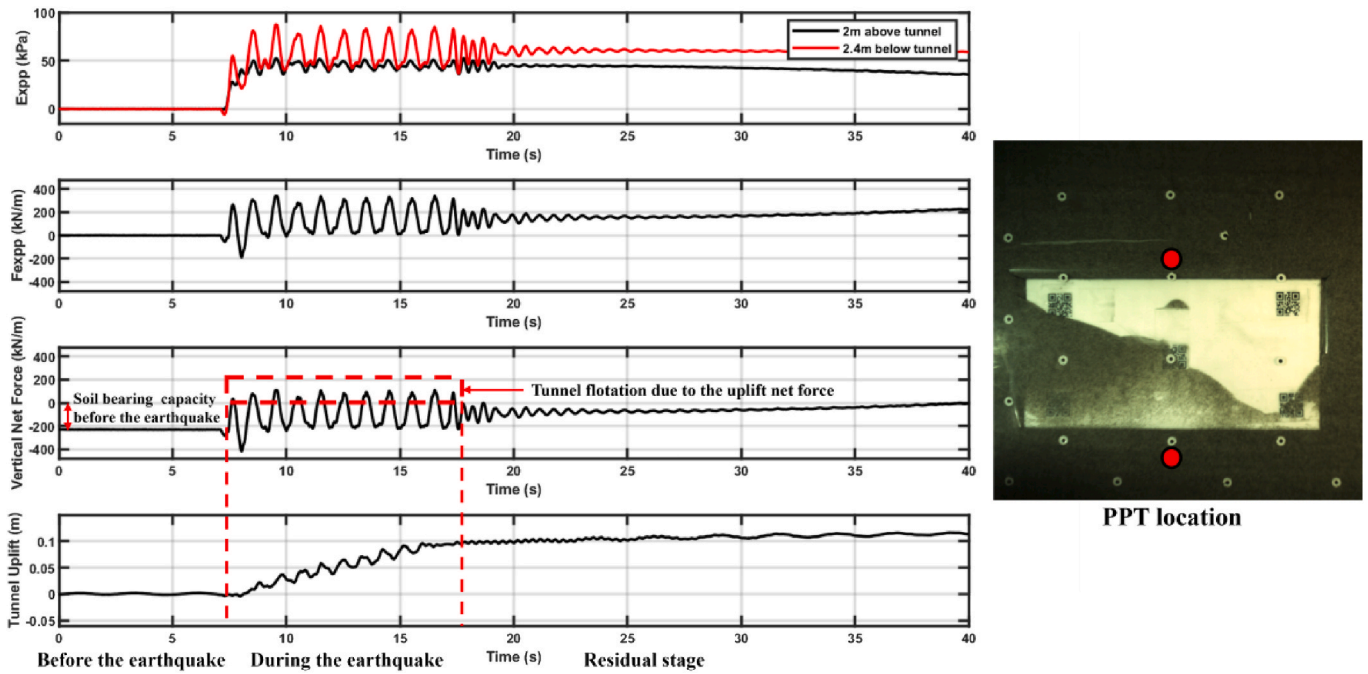 Expp (kPa)
100
50
0
2m above tunnel
2.4m below tunnel
0 5 10 15 20 25 30 35 40
Time (s)
Fexpp (kN/m)
400
200
0
-200
-400
0 5 10 15 20 25 30 35 40
Time (s)
Vertical Net Force (kN/m)
400
200
0
-200
-400
Soil bearing capacity
before the earthquake
Tunnel flotation due to the uplift net force
0 5 10 15 20 25 30 35 40
Time (s)
Tunnel Uplift (m)
0.1
0.05
0
-0.05
0 5 10 15 20 25 30 35 40
Before the earthquake During the earthquake Time (s) Residual stage
PPT location